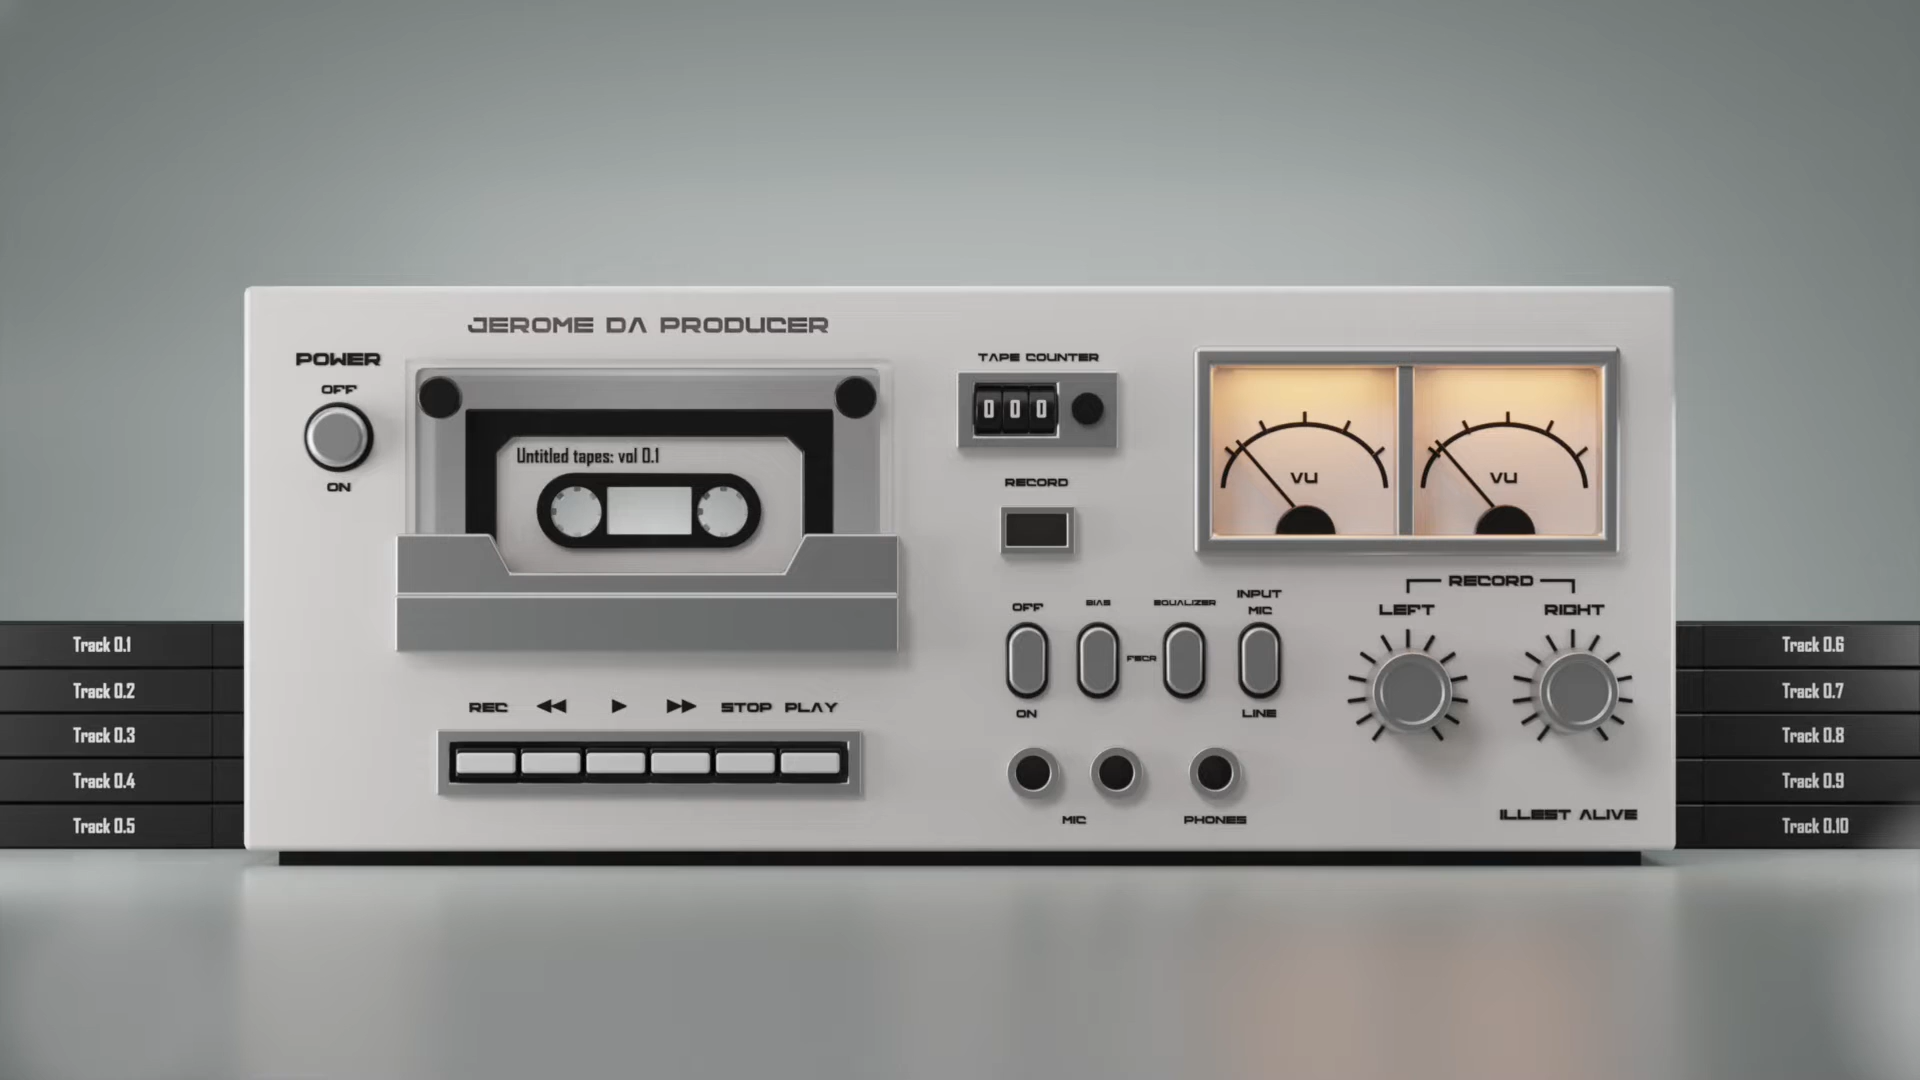 JEROME DA PRODUCER
POWER
OFF
ON
Untitled tapes: vol 0.1
REC
STOP
PLAY
TAPE COUNTER
0 0 0
RECORD
VU
VU
OFF
ON
BIAS
EQUALIZER
INPUT
MIC
LINE
RECORD
LEFT
RIGHT
MIC
PHONES
ILLEST ALIVE
Track 0.1
Track 0.2
Track 0.3
Track 0.4
Track 0.5
Track 0.6
Track 0.7
Track 0.8
Track 0.9
Track 0.10